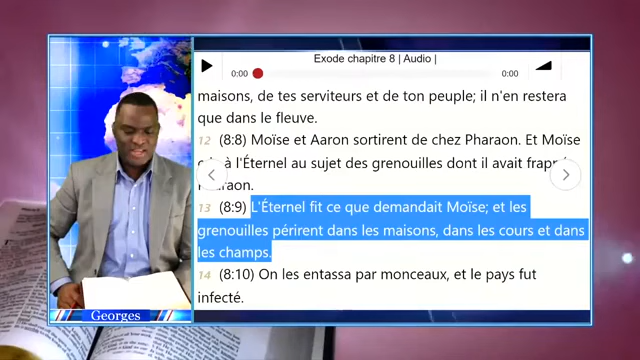 Exode chapitre 8 | Audio |
0:00
0:00
maisons, de tes serviteurs et de ton peuple; il n'en restera
que dans le fleuve.
12 (8:8) Moïse et Aaron sortirent de chez Pharaon. Et Moïse
à l'Éternel au sujet des grenouilles dont il avait frappé
13 (8:9) L'Éternel fit ce que demandait Moïse; et les
grenouilles périrent dans les maisons, dans les cours et dans
les champs.
14 (8:10) On les entassa par monceaux, et le pays fut
infecté.
Georges